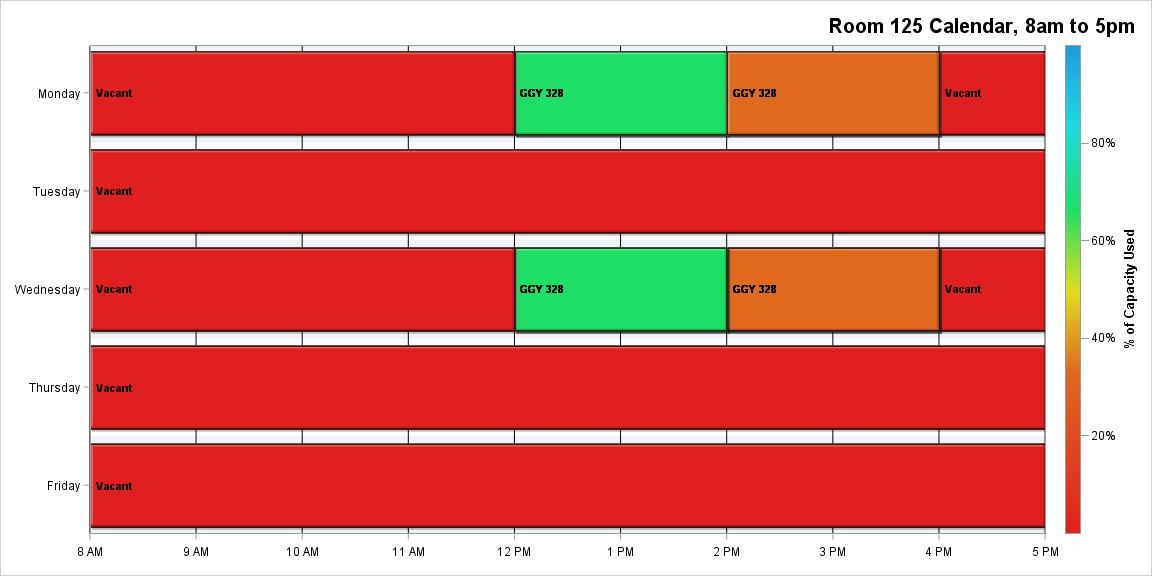 Room 125 Calendar, 8am to 5pm
Monday
Vacant
GGY 328
GGY 328
Vacant
Tuesday
Vacant
Wednesday
Vacant
GGY 328
GGY 328
Vacant
Thursday
Vacant
Friday
Vacant
8 AM
9 AM
10 AM
11 AM
12 PM
1 PM
2 PM
3 PM
4 PM
5 PM
80%
60%
40%
20%
% of Capacity Used